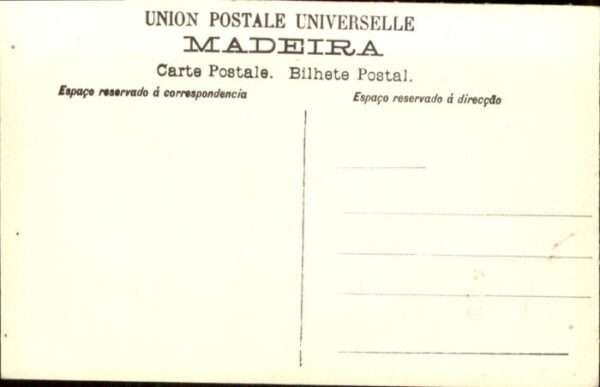 UNION POSTALE UNIVERSELLE
MADEIRA
Carte Postale. Bilhete Postal.
Espaço reservado á correspondencia
Espaço reservado á direcção